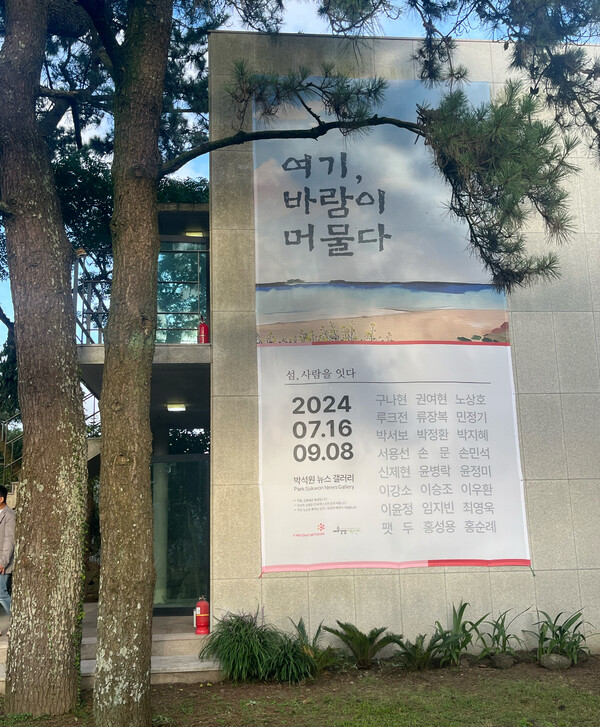 여기,
바람이
머물다
섬, 사람을 잇다
2024
07.16
09.08
박석원 뉴스 갤러리
Park Sukwon News Gallery
구나현 권여현 노상호
루크전 류장복 민정기
박서보 박정환 박지혜
서용선 손 문 손민석
신제현 윤병락 윤정미
이강소 이승조 이우환
이윤정 임지빈 최영욱
팻 두 홍성용 홍순례